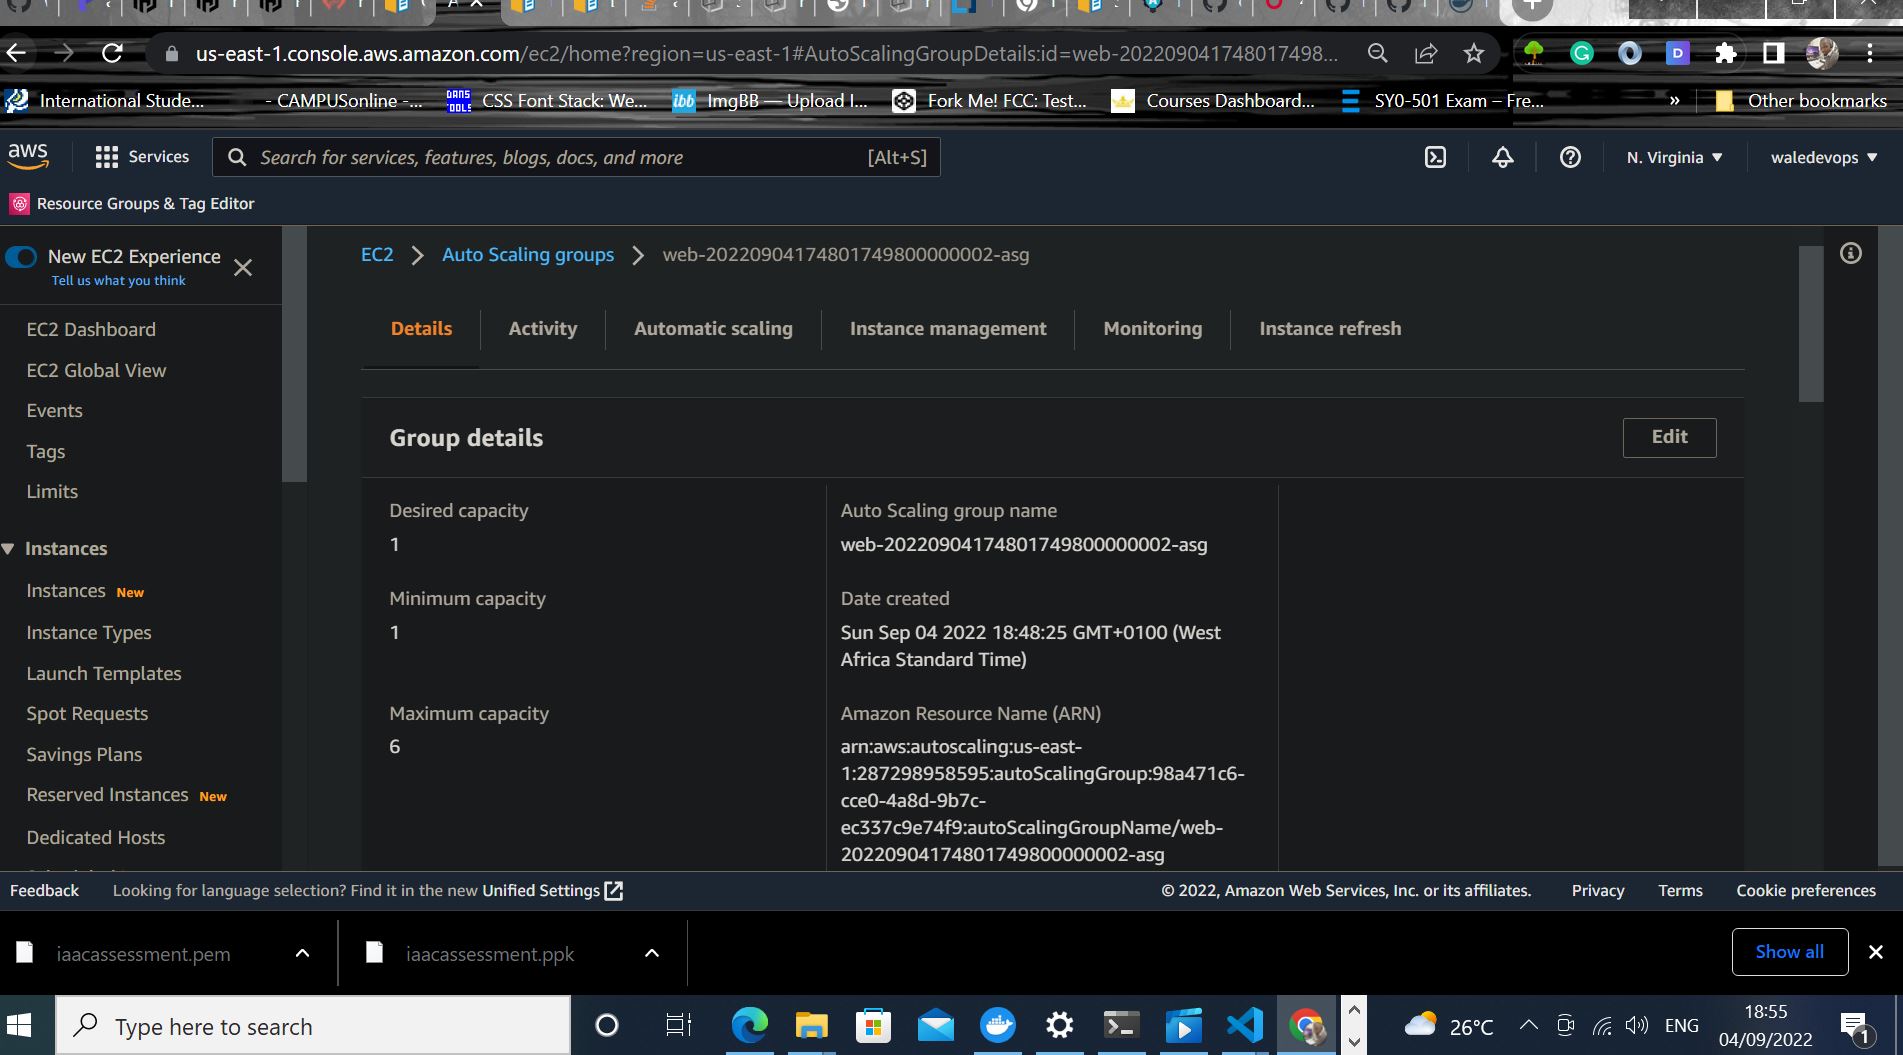 us-east-1.console.aws.amazon.com/ec2/home?region=us-east-1#AutoScalingGroupDetails:id=web-202209041748017498...
International Stude...
- CAMPUSonline -...
DANS TOOLS
CSS Font Stack: We...
ibb
ImgBB — Upload I...
Fork Me! FCC: Test...
Courses Dashboard...
SY0-501 Exam – Fre...
»
Other bookmarks
aws
Services
Search for services, features, blogs, docs, and more
[Alt+S]
N. Virginia
waledevops
Resource Groups & Tag Editor
New EC2 Experience
Tell us what you think
EC2 Dashboard
EC2 Global View
Events
Tags
Limits
Instances
Instances New
Instance Types
Launch Templates
Spot Requests
Savings Plans
Reserved Instances New
Dedicated Hosts
EC2
Auto Scaling groups
web-20220904174801749800000002-asg
Details
Activity
Automatic scaling
Instance management
Monitoring
Instance refresh
Group details
Edit
Desired capacity
1
Minimum capacity
1
Maximum capacity
6
Auto Scaling group name
web-20220904174801749800000002-asg
Date created
Sun Sep 04 2022 18:48:25 GMT+0100 (West
Africa Standard Time)
Amazon Resource Name (ARN)
arn:aws:autoscaling:us-east-
1:287298958595:autoScalingGroup:98a471c6-
cce0-4a8d-9b7c-
ec337c9e74f9:autoScalingGroupName/web-
20220904174801749800000002-asg
Feedback
Looking for language selection? Find it in the new Unified Settings
© 2022, Amazon Web Services, Inc. or its affiliates.
Privacy
Terms
Cookie preferences
iaacassessment.pem
iaacassessment.ppk
Show all
Type here to search
26°C
ENG
18:55
04/09/2022
1